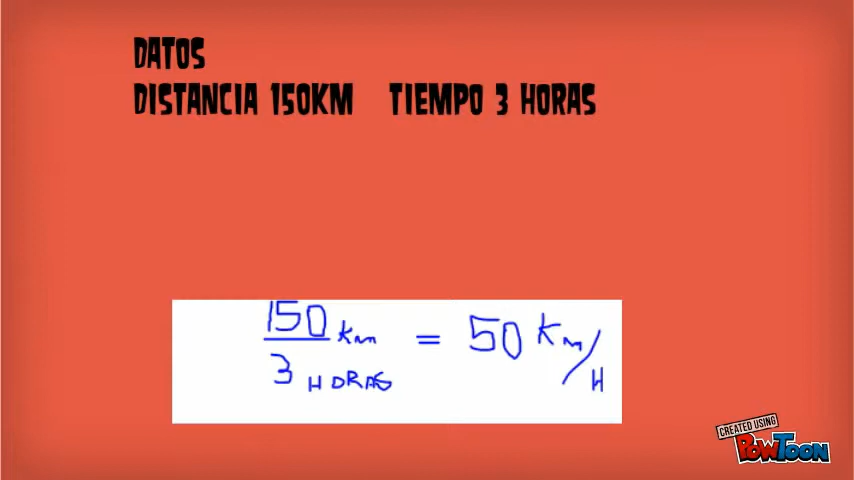 DATOS
DISTANCIA 150KM TIEMPO 3 HORAS
150 Km
3 HORAS
= 50 Km/H
CREATED USING
POWTOON